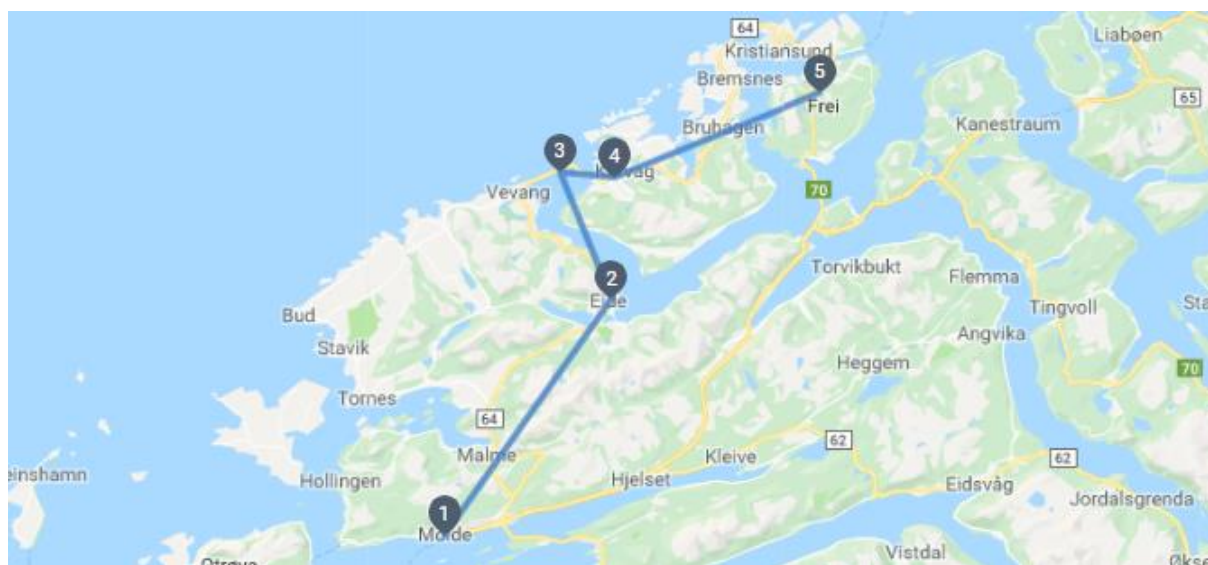 64
Liabøen
Kristiansund
5
Bremsnes
65
Frei
Bruhagen
Kanestraum
3
4
Vevang
70
2
Torvikbukt
Flemma
Bud
Tingvoll
Stavik
Angvika
Heggem
70
Tornes
64
62
Malme
Kleive
62
Hjelset
Hollingen
Eidsvåg
Jordalsgrenda
1
Molde
Vistdal